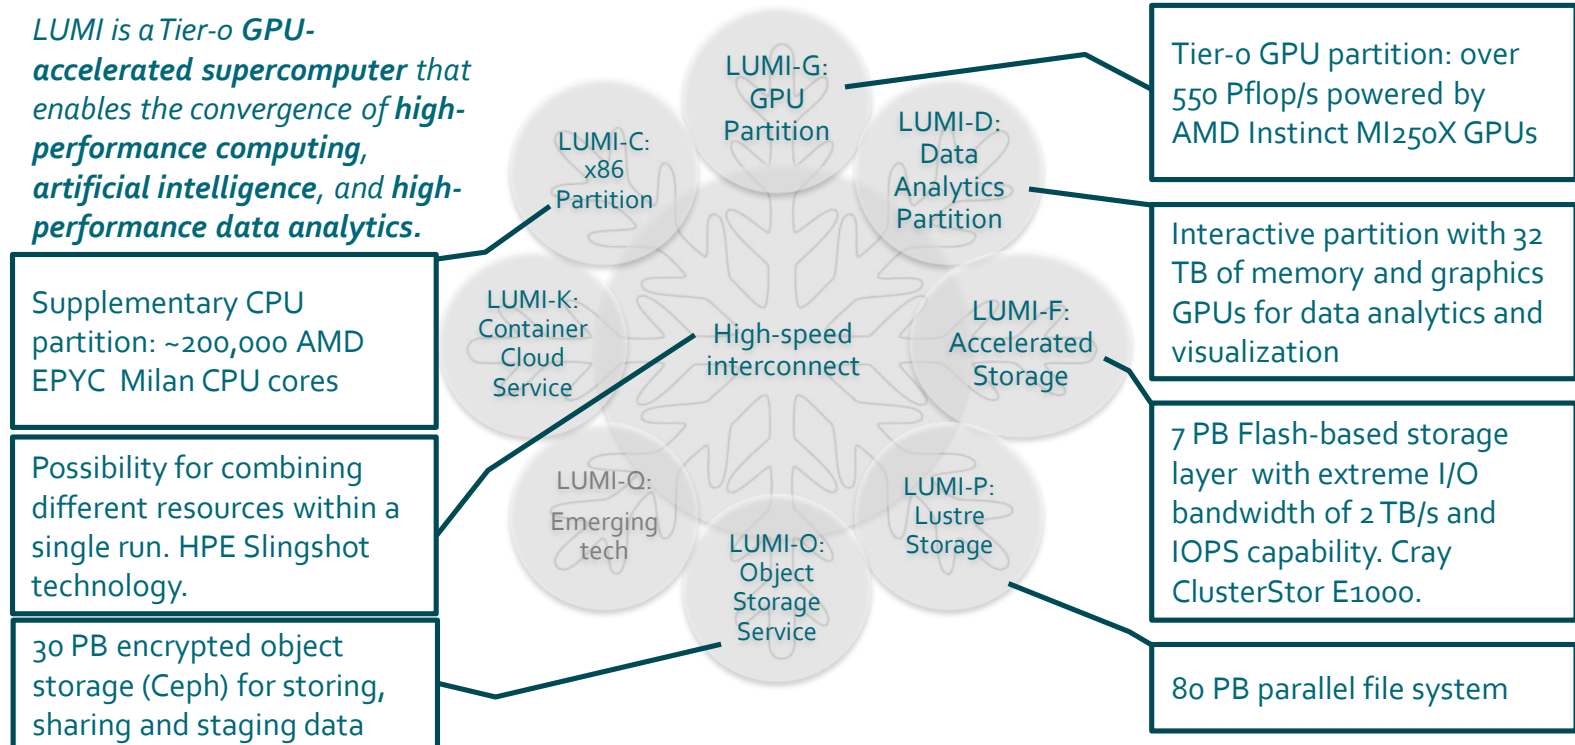 LUMI is a Tier-0 GPU-
accelerated supercomputer that
enables the convergence of high-
performance computing,
artificial intelligence, and high-
performance data analytics.
LUMI-G:
GPU
Partition
Tier-0 GPU partition: over
550 Pflop/s powered by
AMD Instinct MI250X GPUs
LUMI-C:
x86
Partition
LUMI-D:
Data
Analytics
Partition
Supplementary CPU
partition: ~200,000 AMD
EPYC Milan CPU cores
Interactive partition with 32
TB of memory and graphics
GPUs for data analytics and
visualization
LUMI-K:
Container
Cloud
Service
High-speed
interconnect
LUMI-F:
Accelerated
Storage
Possibility for combining
different resources within a
single run. HPE Slingshot
technology.
7 PB Flash-based storage
layer with extreme I/O
bandwidth of 2 TB/s and
IOPS capability. Cray
ClusterStor E1000.
LUMI-Q:
Emerging
tech
LUMI-P:
Lustre
Storage
LUMI-O:
Object
Storage
Service
30 PB encrypted object
storage (Ceph) for storing,
sharing and staging data
80 PB parallel file system